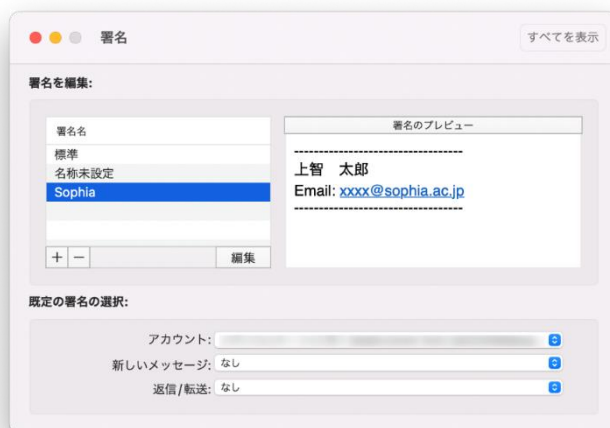 署名
すべてを表示
署名を編集:
署名名
標準
名称未設定
Sophia
+ −
編集
署名のプレビュー
----------------------------------
上智　太郎
Email: xxxx@sophia.ac.jp
----------------------------------
既定の署名の選択:
アカウント:
新しいメッセージ: なし
返信/転送: なし